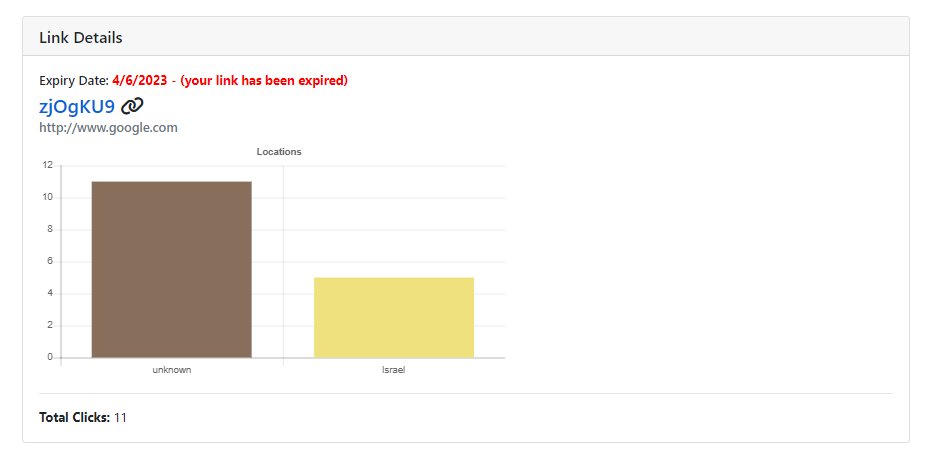 Link Details
Expiry Date: 4/6/2023 - (your link has been expired)
zjOgKU9
http://www.google.com
Locations
12
10
8
6
4
2
0
unknown
Israel
Total Clicks: 11